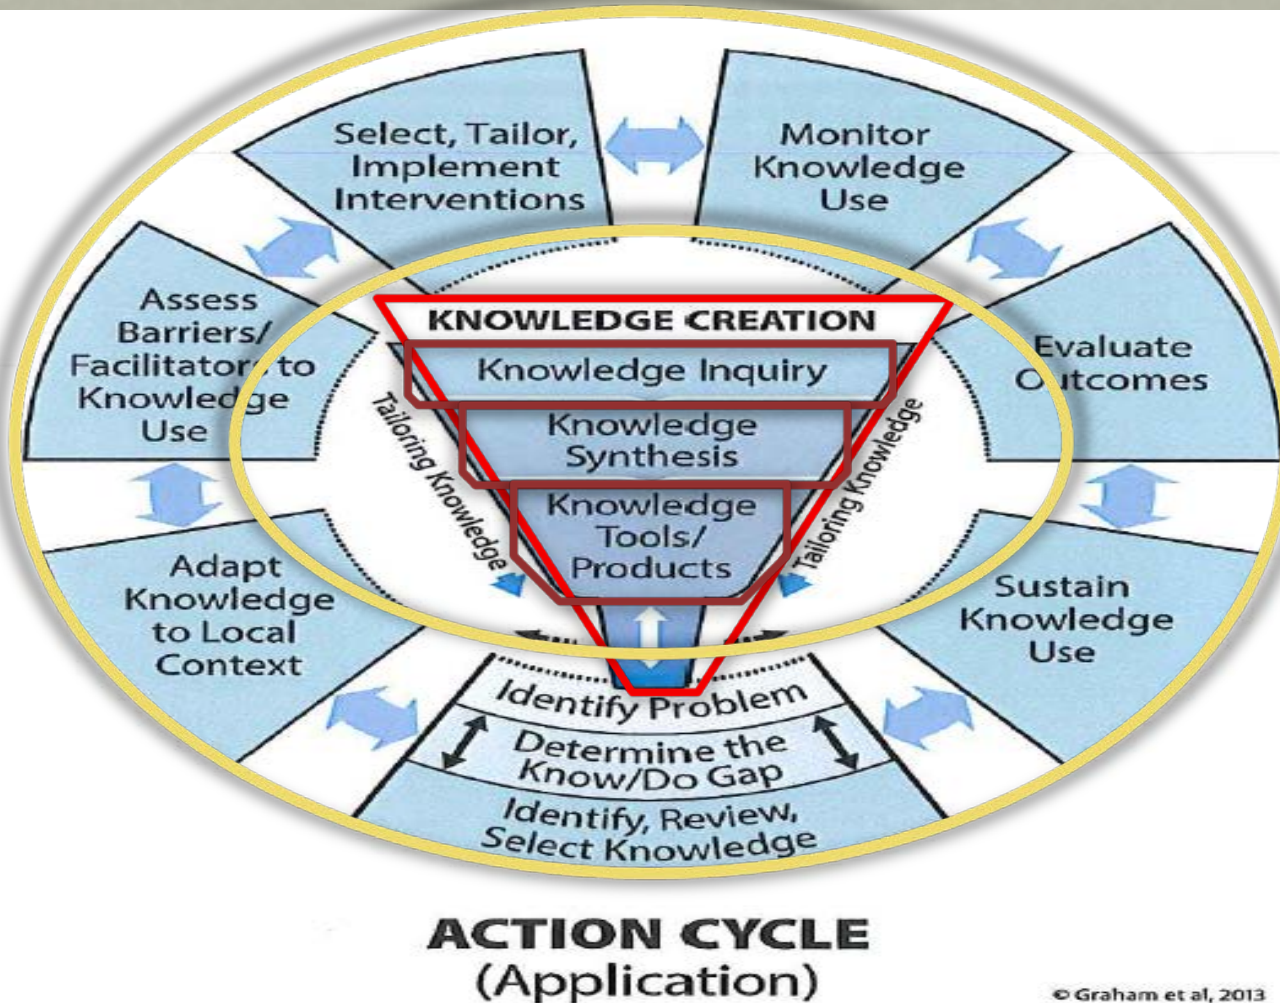 Select, Tailor,
Implement
Interventions
Monitor
Knowledge
Use
Assess
Barriers/
Facilitators to
Knowledge
Use
Evaluate
Outcomes
KNOWLEDGE CREATION
Knowledge Inquiry
Knowledge
Synthesis
Knowledge
Tools/
Products
Tailoring Knowledge
Tailoring Knowledge
Adapt
Knowledge
to Local
Context
Sustain
Knowledge
Use
Identify Problem
Determine the
Know/Do Gap
Identify, Review,
Select Knowledge
ACTION CYCLE
(Application)
© Graham et al, 2013